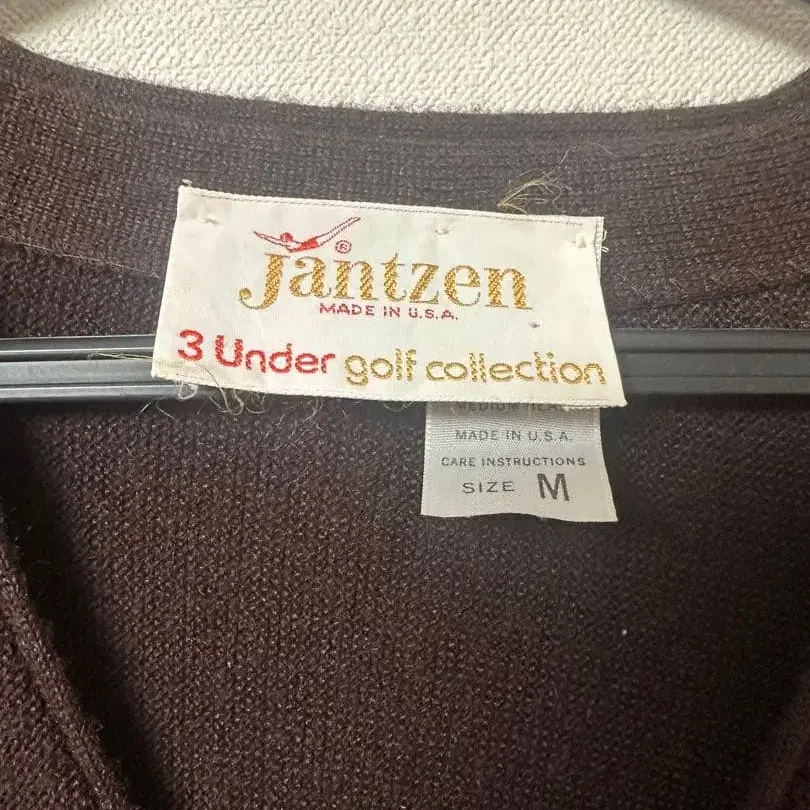 Jantzen
®
MADE IN U.S.A.
3 Under golf collection
MADE IN U.S.A.
CARE INSTRUCTIONS
SIZE M